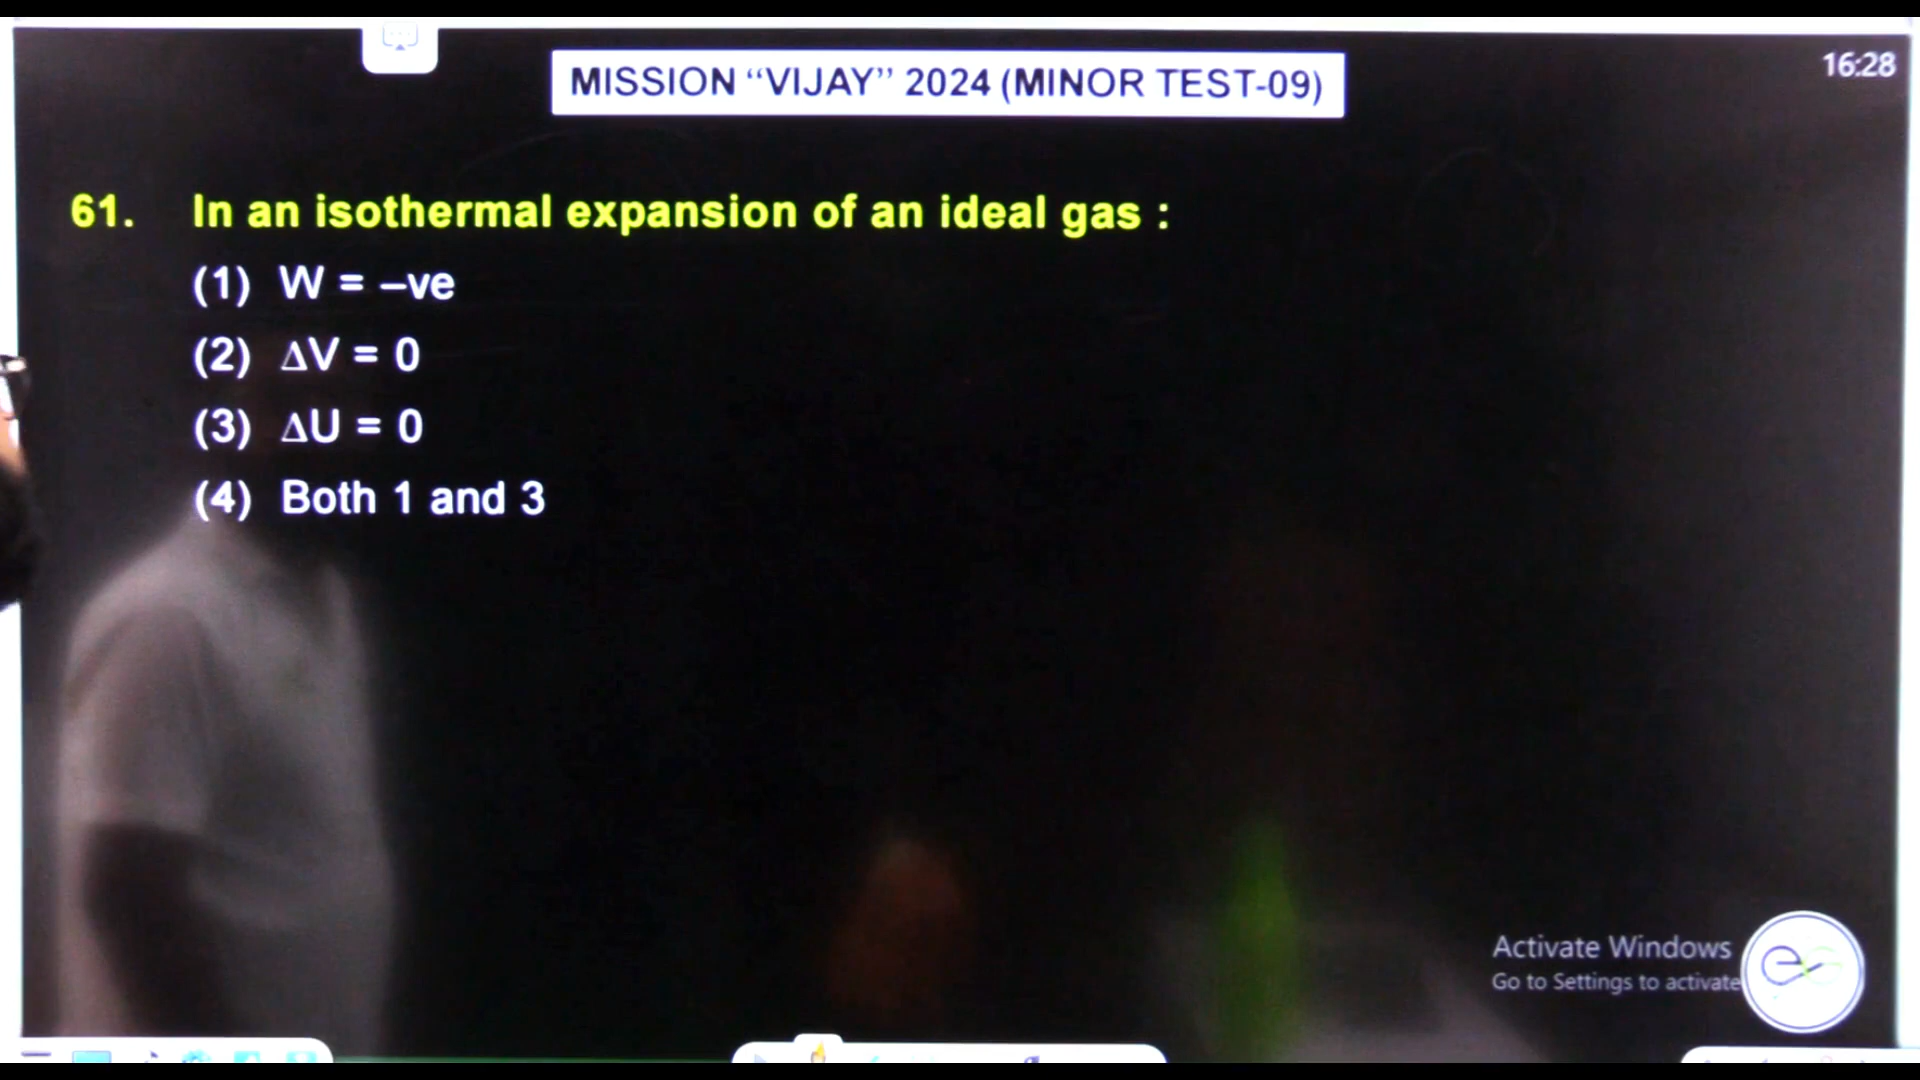 16:28
MISSION “VIJAY” 2024 (MINOR TEST-09)
61. In an isothermal expansion of an ideal gas :
(1) W = –ve
(2) ΔV = 0
(3) ΔU = 0
(4) Both 1 and 3
Activate Windows
Go to Settings to activate